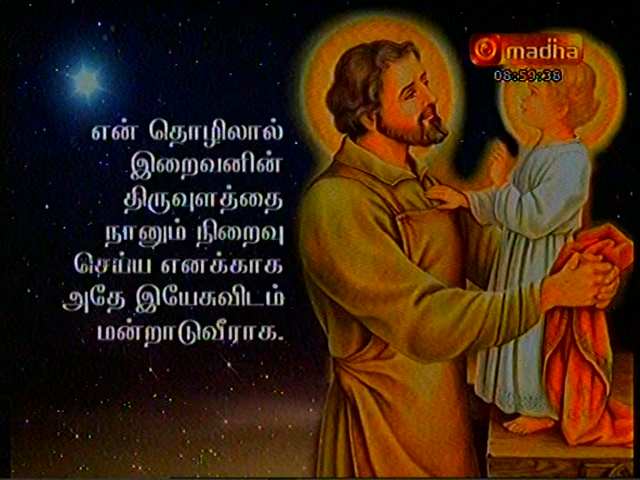 madha
08:59:38
என் தொழிலால்
இறைவனின்
திருவுளத்தை
நானும் நிறைவு
செய்ய எனக்காக
அதே இயேசுவிடம்
மன்றாடுவீராக.